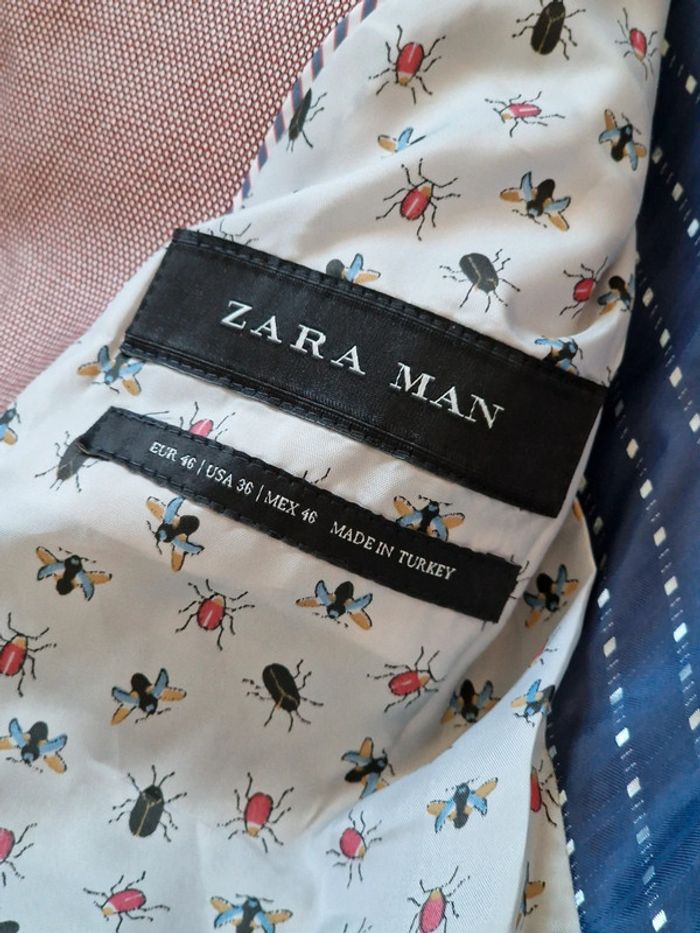 ZARA MAN
EUR 46 | USA 36 | MEX 46 MADE IN TURKEY